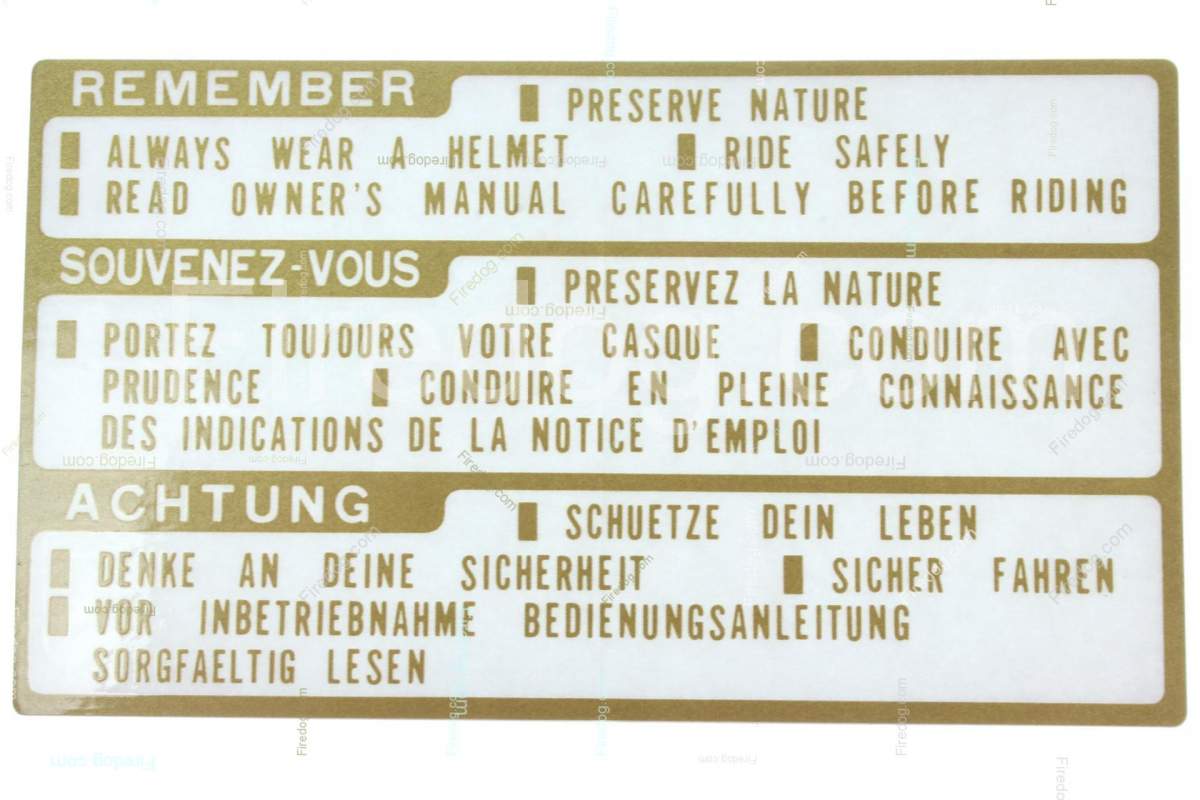 REMEMBER
■ PRESERVE NATURE
■ ALWAYS WEAR A HELMET ■ RIDE SAFELY
■ READ OWNER'S MANUAL CAREFULLY BEFORE RIDING
SOUVENEZ-VOUS
■ PRESERVEZ LA NATURE
■ PORTEZ TOUJOURS VOTRE CASQUE ■ CONDUIRE AVEC
PRUDENCE ■ CONDUIRE EN PLEINE CONNAISSANCE
DES INDICATIONS DE LA NOTICE D'EMPLOI
ACHTUNG
■ SCHUETZE DEIN LEBEN
■ DENKE AN DEINE SICHERHEIT ■ SICHER FAHREN
■ VOR INBETRIEBNAHME BEDIENUNGSANLEITUNG
SORGFAELTIG LESEN
Firedog.com